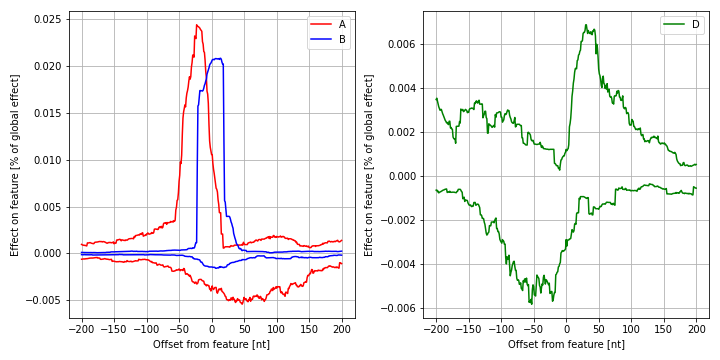 0.025
0.020
0.015
0.010
0.005
0.000
−0.005
Effect on feature [% of global effect]
A
B
−200 −150 −100 −50 0 50 100 150 200
Offset from feature [nt]
0.006
0.004
0.002
0.000
−0.002
−0.004
−0.006
Effect on feature [% of global effect]
D
−200 −150 −100 −50 0 50 100 150 200
Offset from feature [nt]